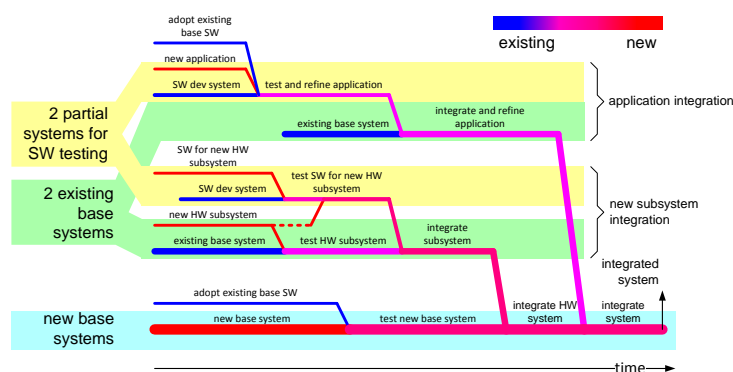 adopt existing
base SW
existing
new
new application
SW dev system
test and refine application
application integration
2 partial
systems for
SW testing
existing base system
integrate and refine
application
SW for new HW
subsystem
SW dev system
test SW for new HW
subsystem
2 existing
base
systems
new HW subsystem
existing base system
test HW subsystem
integrate
subsystem
new subsystem
integration
integrated
system
adopt existing base SW
new base
systems
new base system
test new base system
integrate HW
system
integrate
system
time